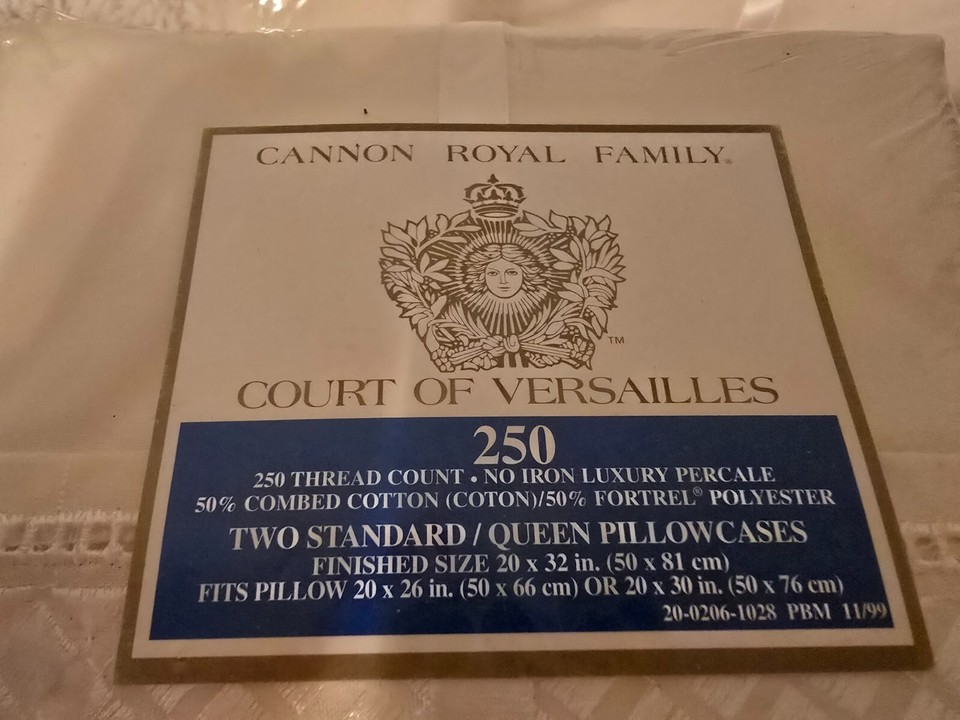 CANNON ROYAL FAMILY®
TM
COURT OF VERSAILLES
250
250 THREAD COUNT • NO IRON LUXURY PERCALE
50% COMBED COTTON (COTON)/50% FORTREL® POLYESTER
TWO STANDARD / QUEEN PILLOWCASES
FINISHED SIZE 20 x 32 in. (50 x 81 cm)
FITS PILLOW 20 x 26 in. (50 x 66 cm) OR 20 x 30 in. (50 x 76 cm)
20-0206-1028 PBM 11/99